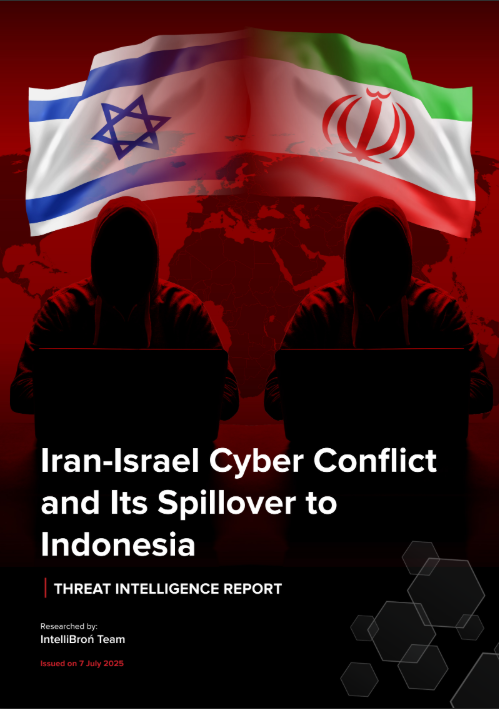 Iran-Israel Cyber Conflict
and Its Spillover to
Indonesia
THREAT INTELLIGENCE REPORT
Researched by:
IntelliBroń Team
Issued on 7 July 2025